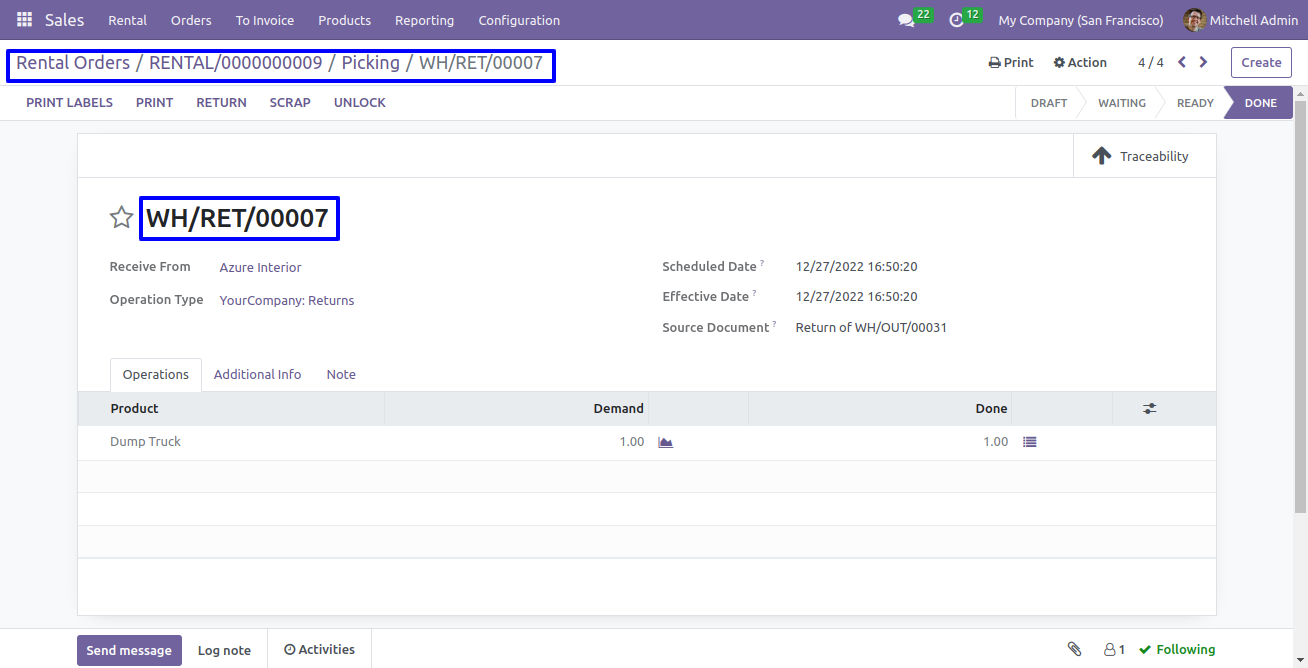 Sales Rental Orders To Invoice Products Reporting Configuration 22 12 My Company (San Francisco) Mitchell Admin
Rental Orders / RENTAL/0000000009 / Picking / WH/RET/00007 Print Action 4 / 4 Create
PRINT LABELS PRINT RETURN SCRAP UNLOCK DRAFT WAITING READY DONE
Traceability
WH/RET/00007
Receive From Azure Interior Scheduled Date ? 12/27/2022 16:50:20
Operation Type YourCompany: Returns Effective Date ? 12/27/2022 16:50:20
Source Document ? Return of WH/OUT/00031
Operations Additional Info Note
Product Demand Done
Dump Truck 1.00 1.00
Send message Log note Activities 1 Following